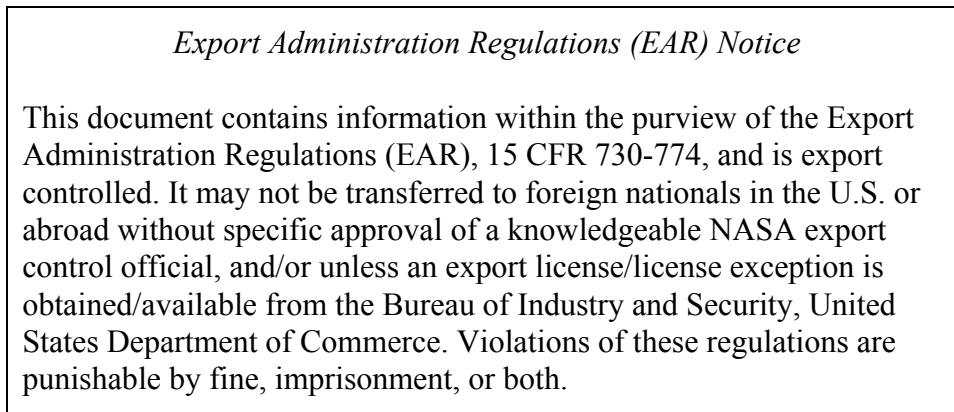 Export Administration Regulations (EAR) Notice
This document contains information within the purview of the Export
Administration Regulations (EAR), 15 CFR 730-774, and is export
controlled. It may not be transferred to foreign nationals in the U.S. or
abroad without specific approval of a knowledgeable NASA export
control official, and/or unless an export license/license exception is
obtained/available from the Bureau of Industry and Security, United
States Department of Commerce. Violations of these regulations are
punishable by fine, imprisonment, or both.